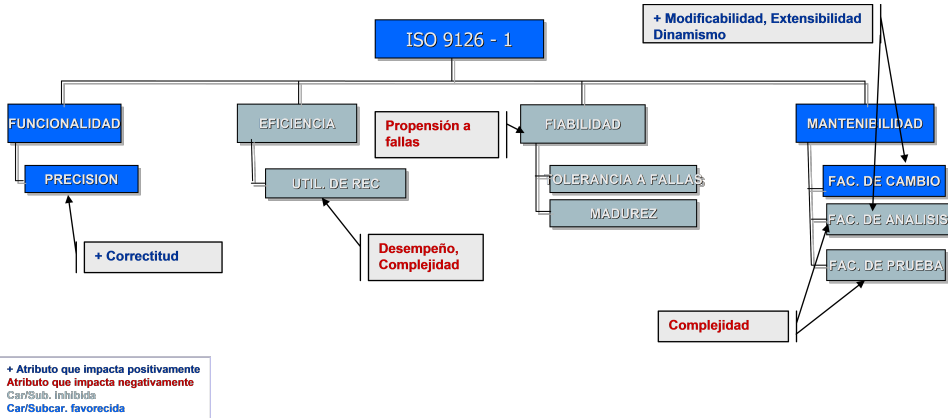 + Modificabilidad, Extensibilidad
Dinamismo
ISO 9126 - 1
FUNCIONALIDAD
EFICIENCIA
Propensión a
fallas
FIABILIDAD
MANTENIBILIDAD
PRECISION
UTIL. DE REC
TOLERANCIA A FALLAS
FAC. DE CAMBIO
MADUREZ
FAC. DE ANALISIS
+ Correctitud
Desempeño,
Complejidad
FAC. DE PRUEBA
Complejidad
+ Atributo que impacta positivamente
Atributo que impacta negativamente
Car/Sub. inhibida
Car/Subcar. favorecida